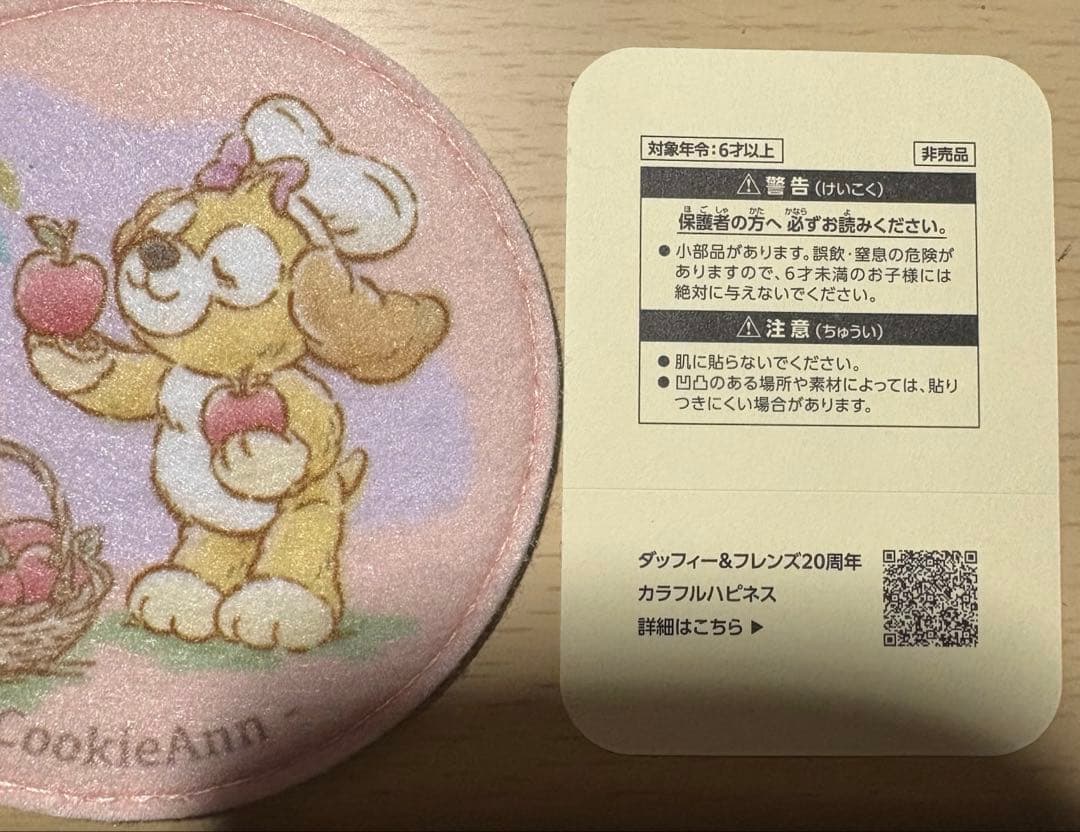 CookieAnn -
対象年令：6才以上
非売品
⚠ 警告（けいこく）
保護者の方へ 必ずお読みください。
● 小部品があります。誤飲・窒息の危険が
ありますので、6才未満のお子様には
絶対に与えないでください。
⚠ 注意（ちゅうい）
● 肌に貼らないでください。
● 凹凸のある場所や素材によっては、貼り
つきにくい場合があります。
ダッフィー&フレンズ20周年
カラフルハピネス
詳細はこちら ▶